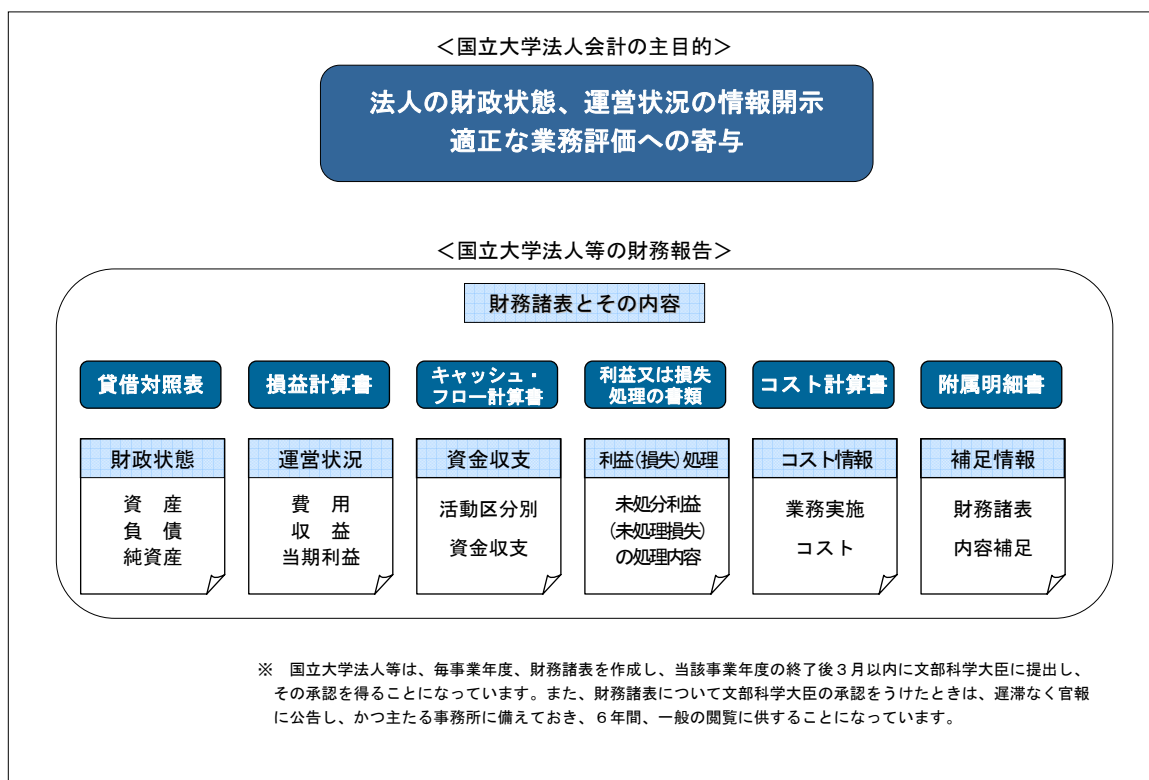 ＜国立大学法人会計の主目的＞
法人の財政状態、運営状況の情報開示
適正な業務評価への寄与
＜国立大学法人等の財務報告＞
財務諸表とその内容
貸借対照表
損益計算書
キャッシュ・
フロー計算書
利益又は損失
処理の書類
コスト計算書
附属明細書
財政状態
資　産
負　債
純資産
運営状況
費　用
収　益
当期利益
資金収支
活動区分別
資金収支
利益(損失)処理
未処分利益
(未処理損失)
の処理内容
コスト情報
業務実施
コスト
補足情報
財務諸表
内容補足
※　国立大学法人等は、毎事業年度、財務諸表を作成し、当該事業年度の終了後３月以内に文部科学大臣に提出し、
その承認を得ることになっています。また、財務諸表について文部科学大臣の承認をうけたときは、遅滞なく官報
に公告し、かつ主たる事務所に備えておき、６年間、一般の閲覧に供することになっています。